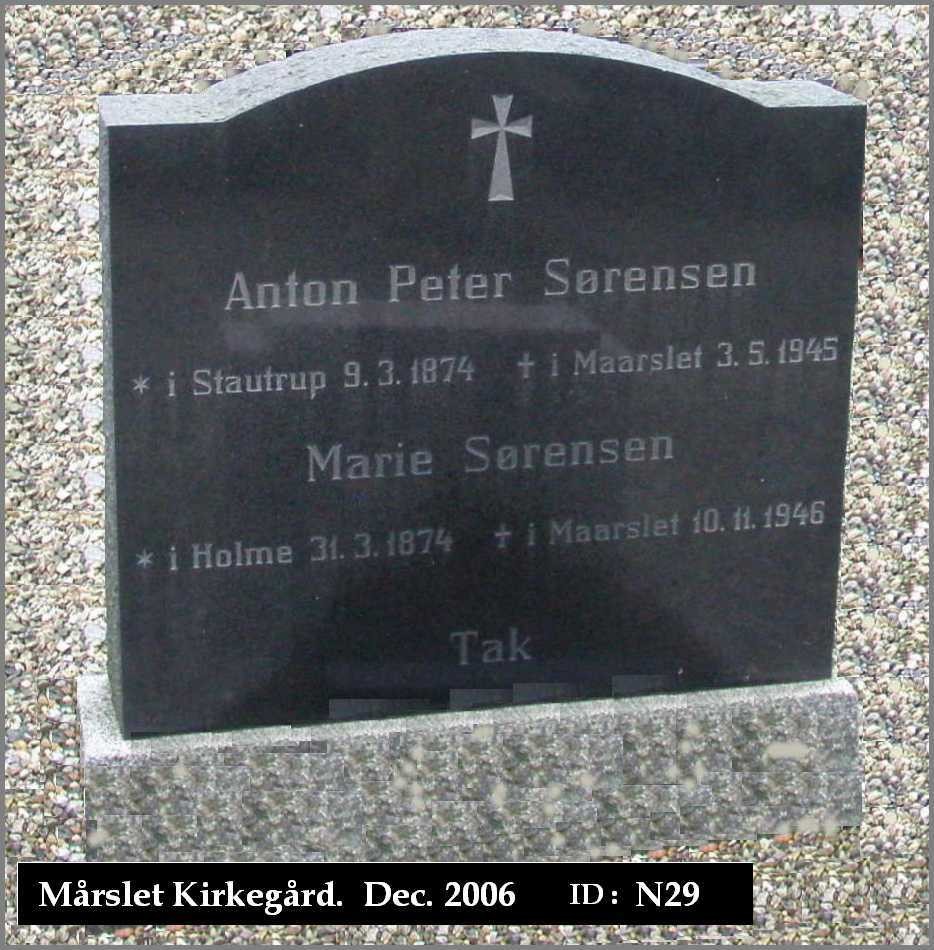 Anton Peter Sørensen
* i Stautrup 9.3.1874 † i Maarslet 3.5.1945
Marie Sørensen
* i Holme 31.3.1874 † i Maarslet 10.11.1946
Tak
Mårslet Kirkegård. Dec. 2006 ID: N29